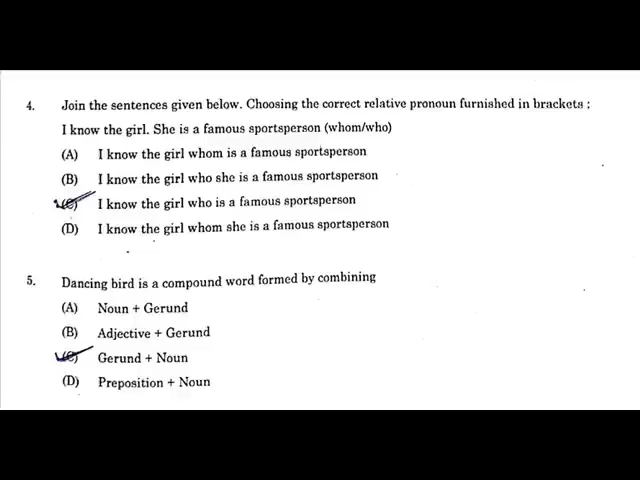 4. Join the sentences given below. Choosing the correct relative pronoun furnished in brackets :
I know the girl. She is a famous sportsperson (whom/who)
(A) I know the girl whom is a famous sportsperson
(B) I know the girl who she is a famous sportsperson
(C) I know the girl who is a famous sportsperson
(D) I know the girl whom she is a famous sportsperson
5. Dancing bird is a compound word formed by combining
(A) Noun + Gerund
(B) Adjective + Gerund
(C) Gerund + Noun
(D) Preposition + Noun